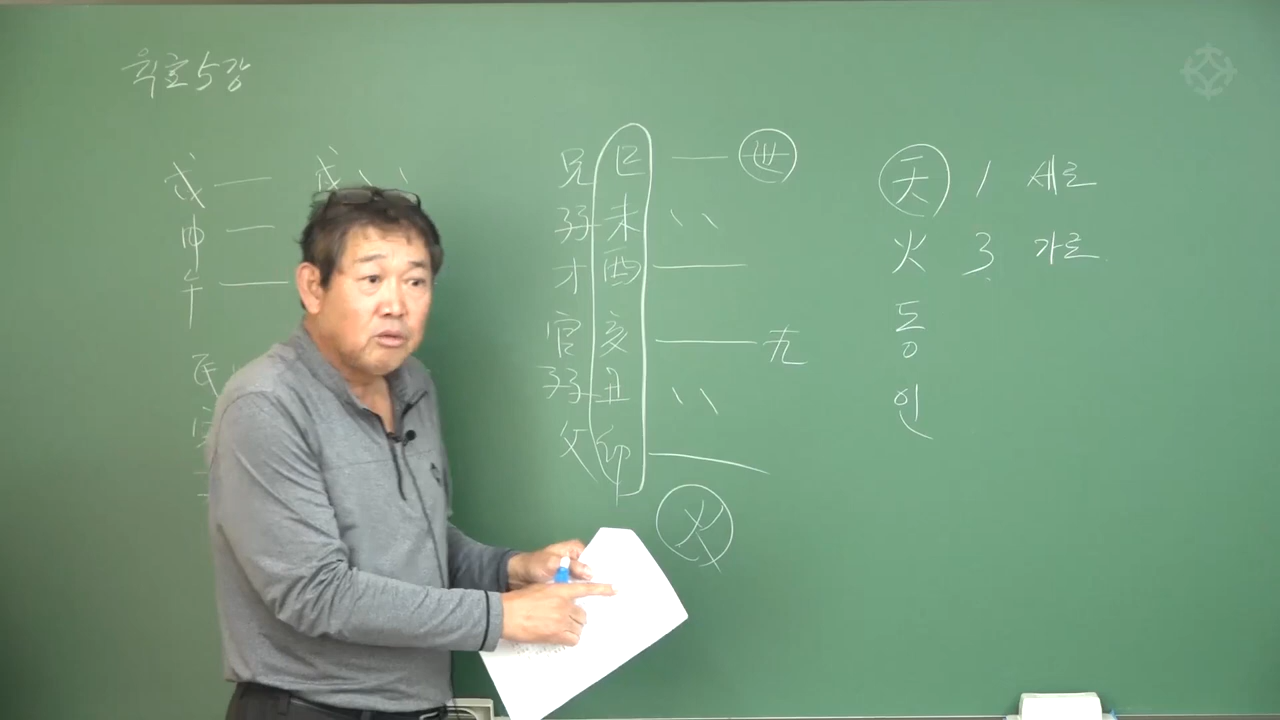 육효 5강
戌 戌
申
午
兄 巳 世
孫 未
才 酉
官 亥
孫 丑
父 卯
火
天 1 세로
火 3 가로
동
인